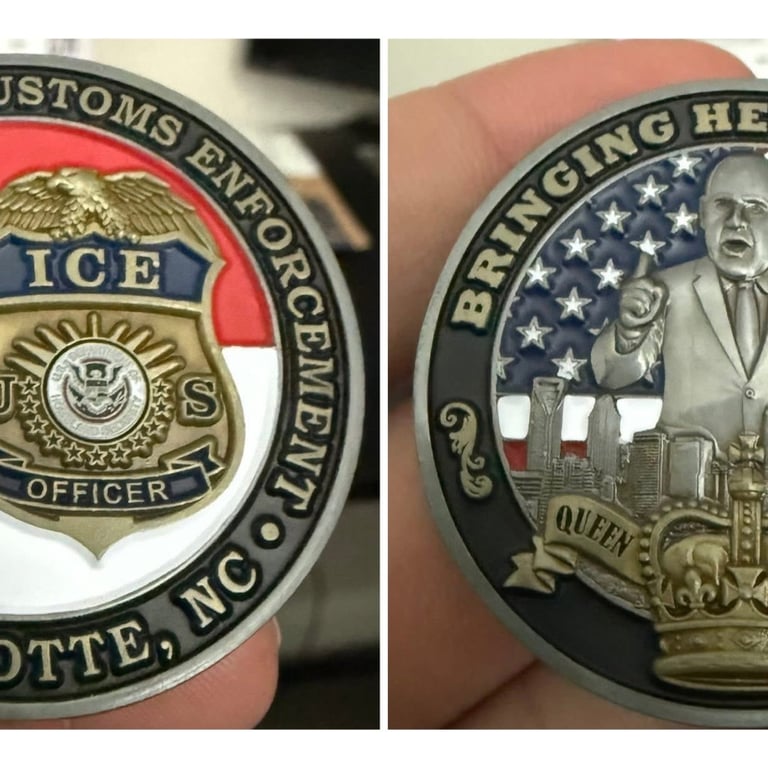 USTOMS ENFORCEMENT •
ICE
U S
OFFICER
OTTE, NC
BRINGING HE
QUEEN